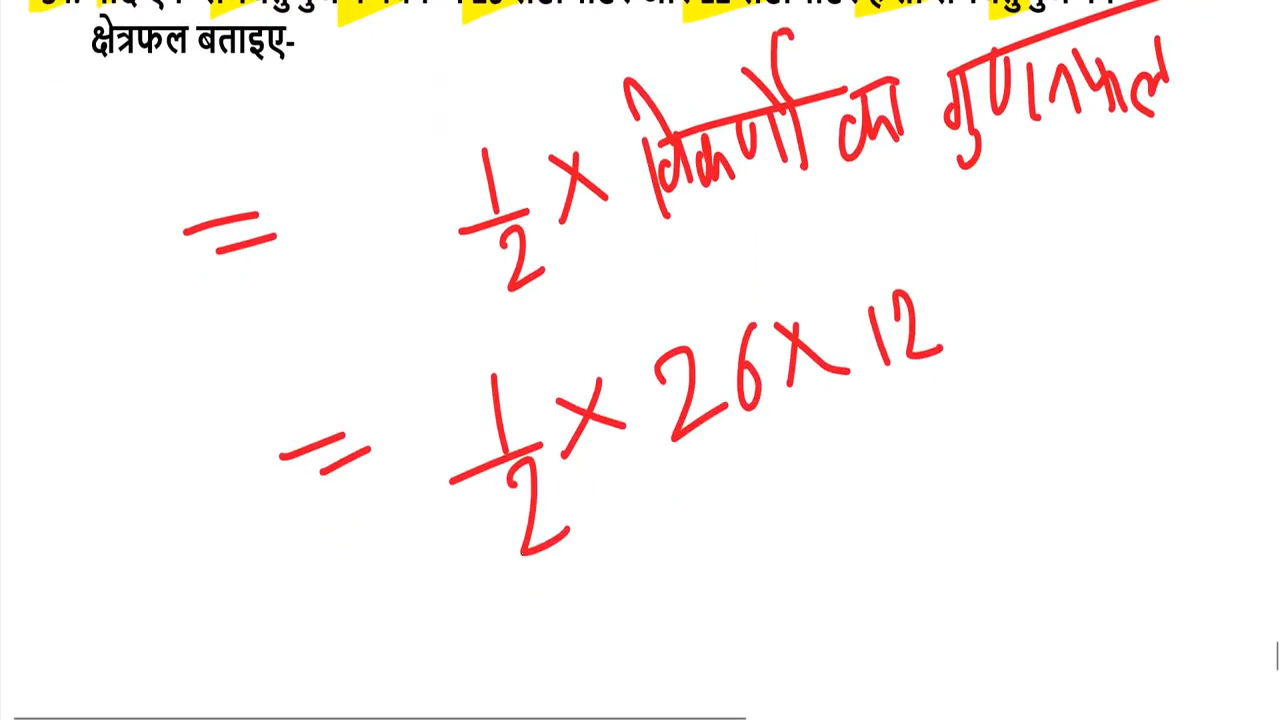 क्षेत्रफल बताइए-
= 1/2 × विकर्णों का गुणनफल
= 1/2 × 26 × 12